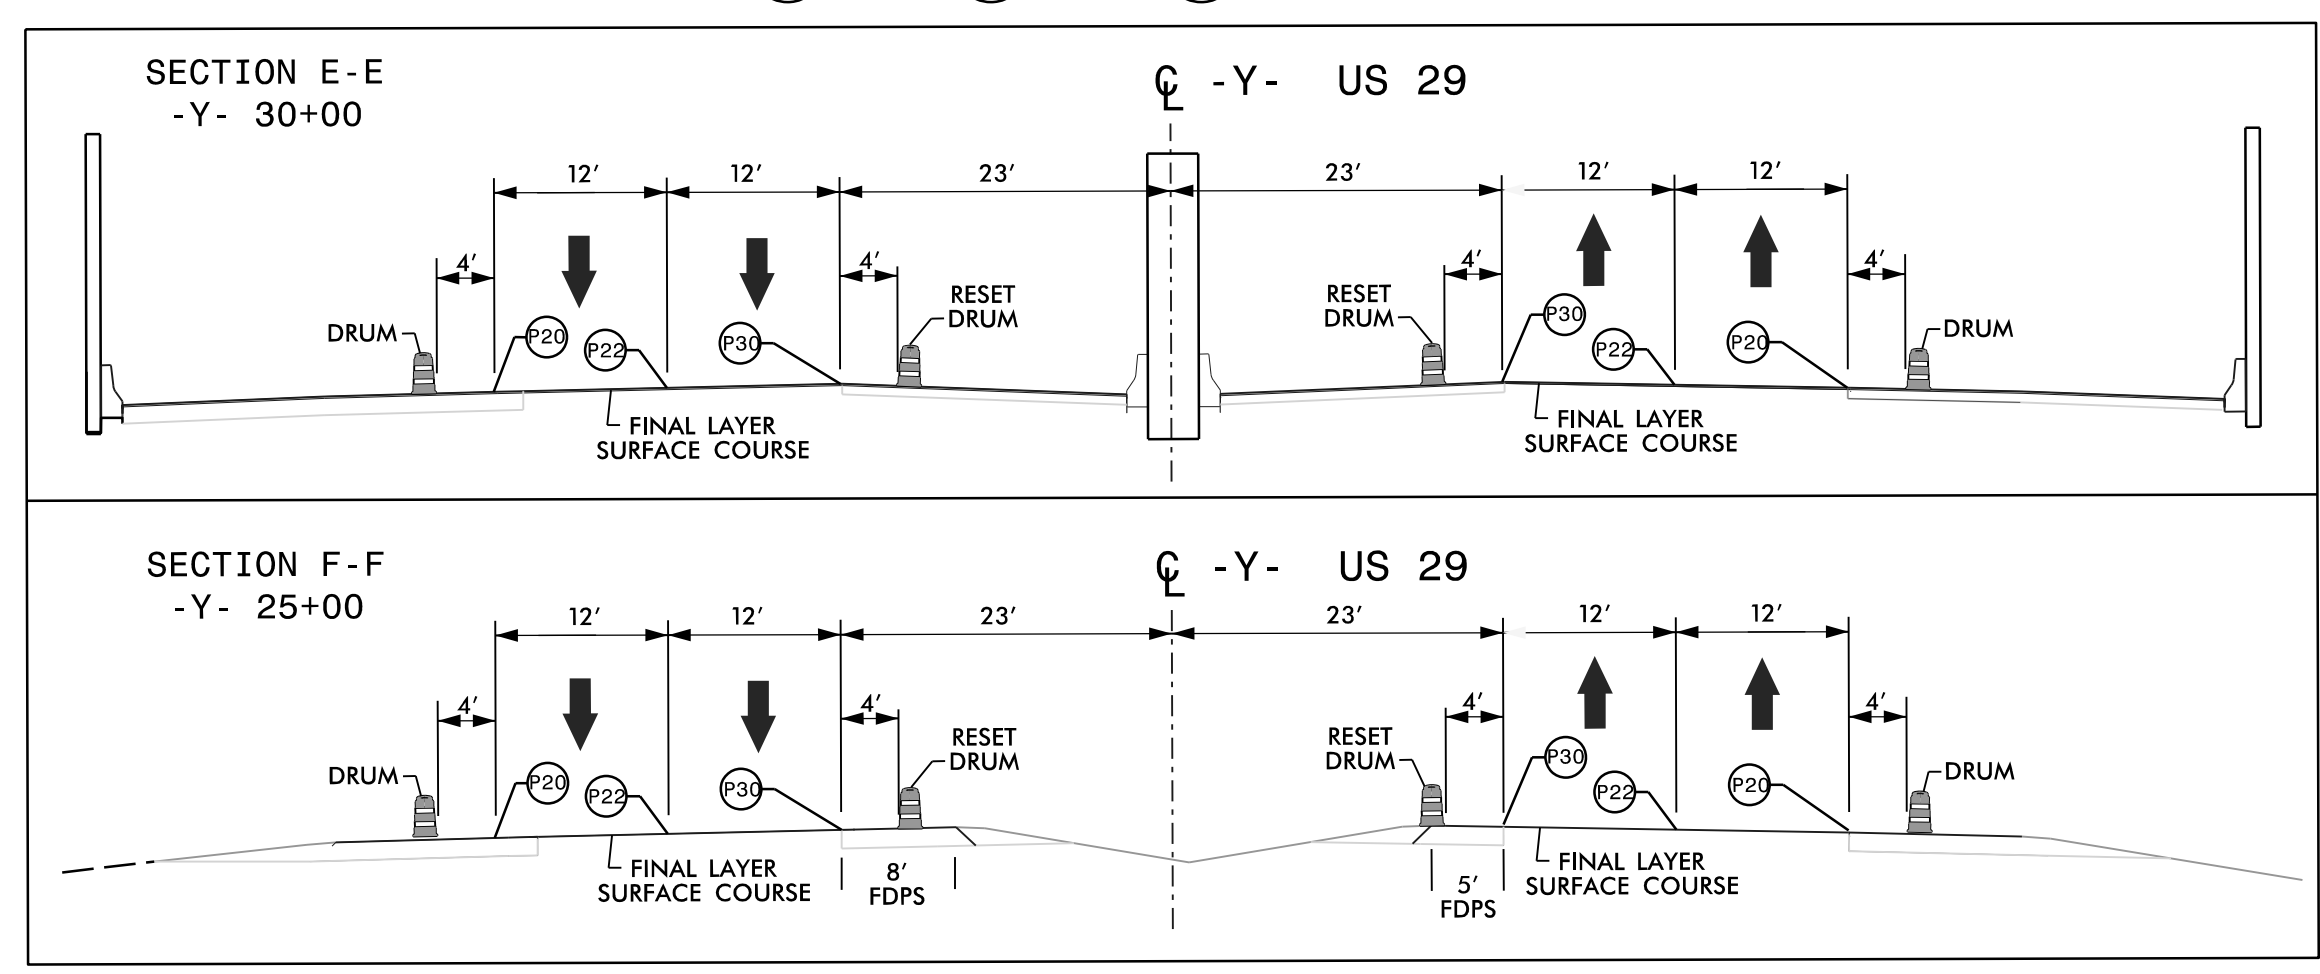 SECTION E-E
-Y- 30+00
℄ -Y- US 29
12' 12' 23' 23' 12' 12'
4' 4' 4' 4'
DRUM
P20
P22
P30
RESET
DRUM
RESET
DRUM
P30
P22
P20
DRUM
FINAL LAYER
SURFACE COURSE
FINAL LAYER
SURFACE COURSE
SECTION F-F
-Y- 25+00
℄ -Y- US 29
12' 12' 23' 23' 12' 12'
4' 4' 4' 4'
DRUM
P20
P22
P30
RESET
DRUM
RESET
DRUM
P30
P22
P20
DRUM
FINAL LAYER
SURFACE COURSE
8'
FDPS
5'
FDPS
FINAL LAYER
SURFACE COURSE